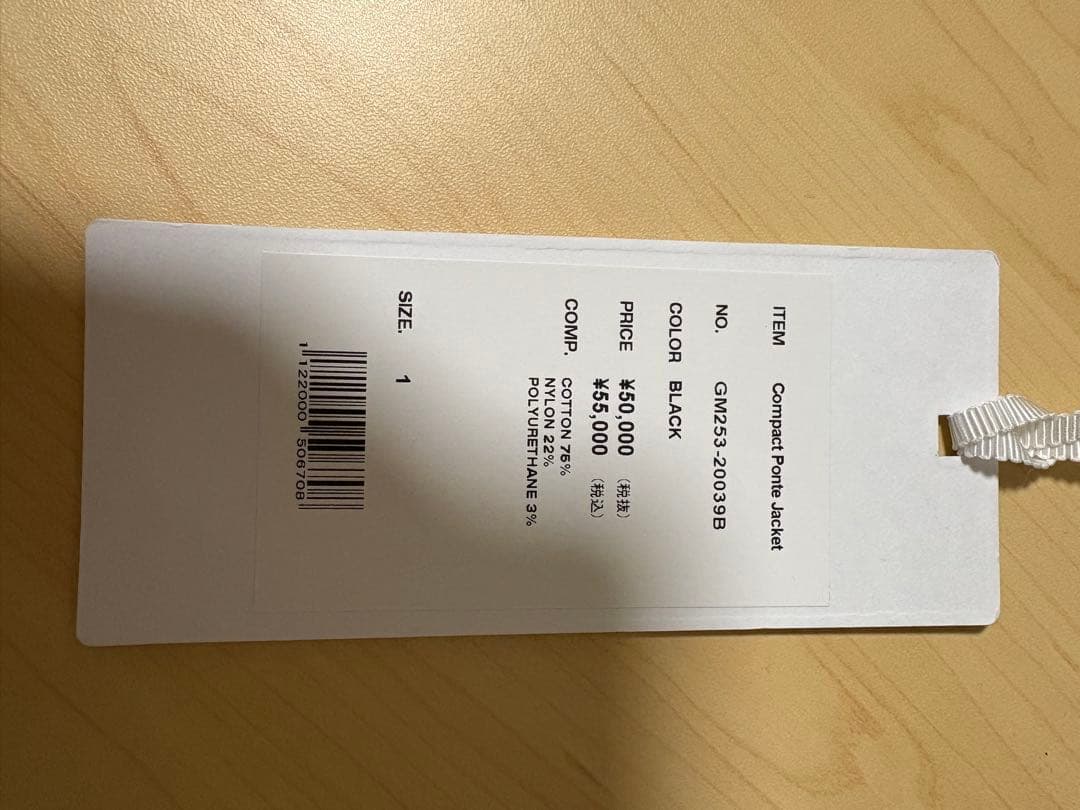 ITEM Compact Ponte Jacket
NO. GM253-20039B
COLOR BLACK
PRICE ¥50,000 (税抜)
¥55,000 (税込)
COMP. COTTON 75%
NYLON 22%
POLYURETHANE 3%
SIZE. 1
1 122000 506708